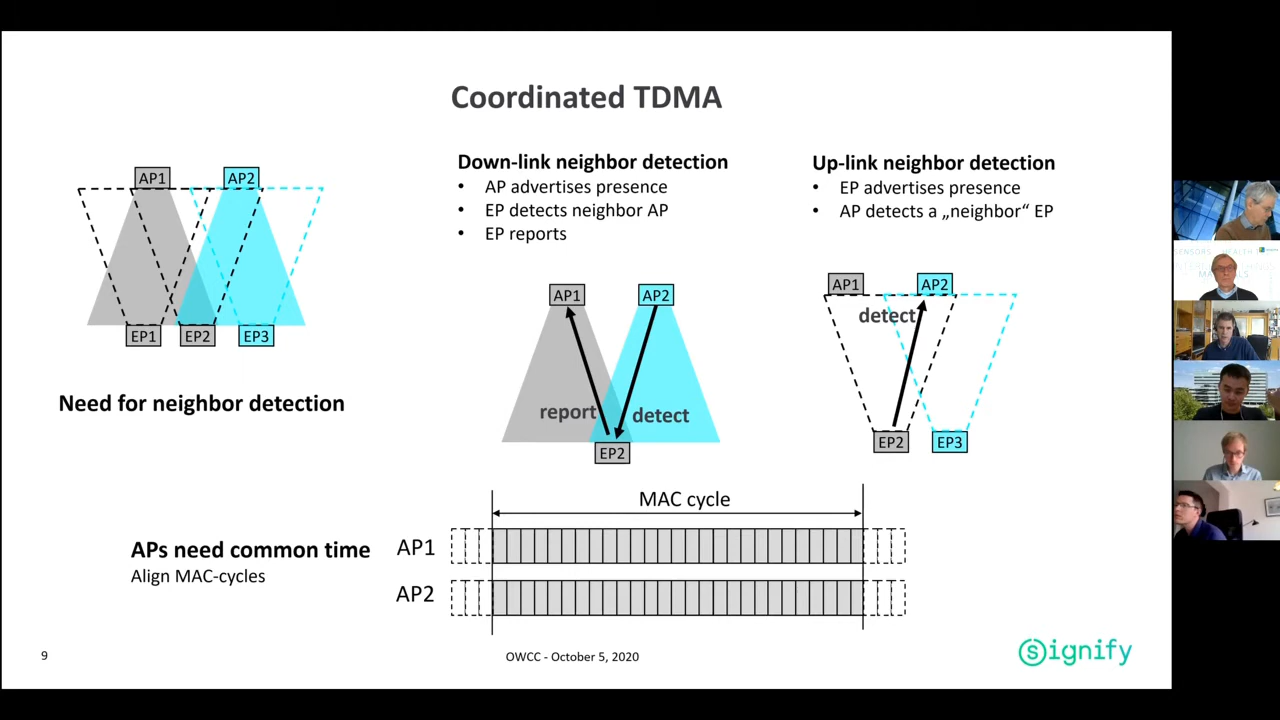 Coordinated TDMA
AP1
AP2
EP1
EP2
EP3
Need for neighbor detection
Down-link neighbor detection
• AP advertises presence
• EP detects neighbor AP
• EP reports
AP1
AP2
report
detect
EP2
Up-link neighbor detection
• EP advertises presence
• AP detects a „neighbor“ EP
AP1
AP2
detect
EP2
EP3
MAC cycle
APs need common time
Align MAC-cycles
AP1
AP2
9
OWCC - October 5, 2020
signify